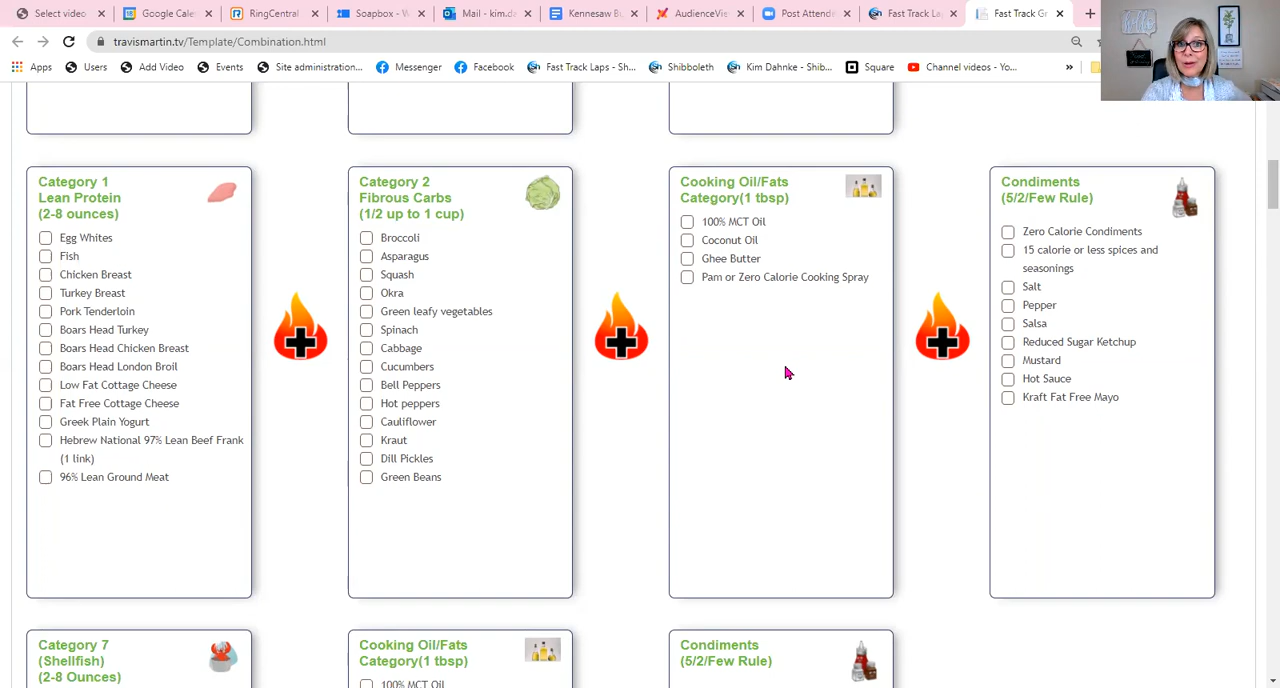 Select video
Google Cale
RingCentral
Soapbox - W
Mail - kim.da
Kennesaw Bu
AudienceVie
Post Attend
Fast Track La
Fast Track Gr
travismartin.tv/Template/Combination.html
Apps
Users
Add Video
Events
Site administration...
Messenger
Facebook
Fast Track Laps - Sh...
Shibboleth
Kim Dahnke - Shib...
Square
Channel videos - Yo...
»
hello
Category 1
Lean Protein
(2-8 ounces)
Egg Whites
Fish
Chicken Breast
Turkey Breast
Pork Tenderloin
Boars Head Turkey
Boars Head Chicken Breast
Boars Head London Broil
Low Fat Cottage Cheese
Fat Free Cottage Cheese
Greek Plain Yogurt
Hebrew National 97% Lean Beef Frank
(1 link)
96% Lean Ground Meat
Category 2
Fibrous Carbs
(1/2 up to 1 cup)
Broccoli
Asparagus
Squash
Okra
Green leafy vegetables
Spinach
Cabbage
Cucumbers
Bell Peppers
Hot peppers
Cauliflower
Kraut
Dill Pickles
Green Beans
Cooking Oil/Fats
Category(1 tbsp)
100% MCT Oil
Coconut Oil
Ghee Butter
Pam or Zero Calorie Cooking Spray
Condiments
(5/2/Few Rule)
Zero Calorie Condiments
15 calorie or less spices and
seasonings
Salt
Pepper
Salsa
Reduced Sugar Ketchup
Mustard
Hot Sauce
Kraft Fat Free Mayo
Category 7
(Shellfish)
(2-8 Ounces)
Cooking Oil/Fats
Category(1 tbsp)
100% MCT Oil
Condiments
(5/2/Few Rule)